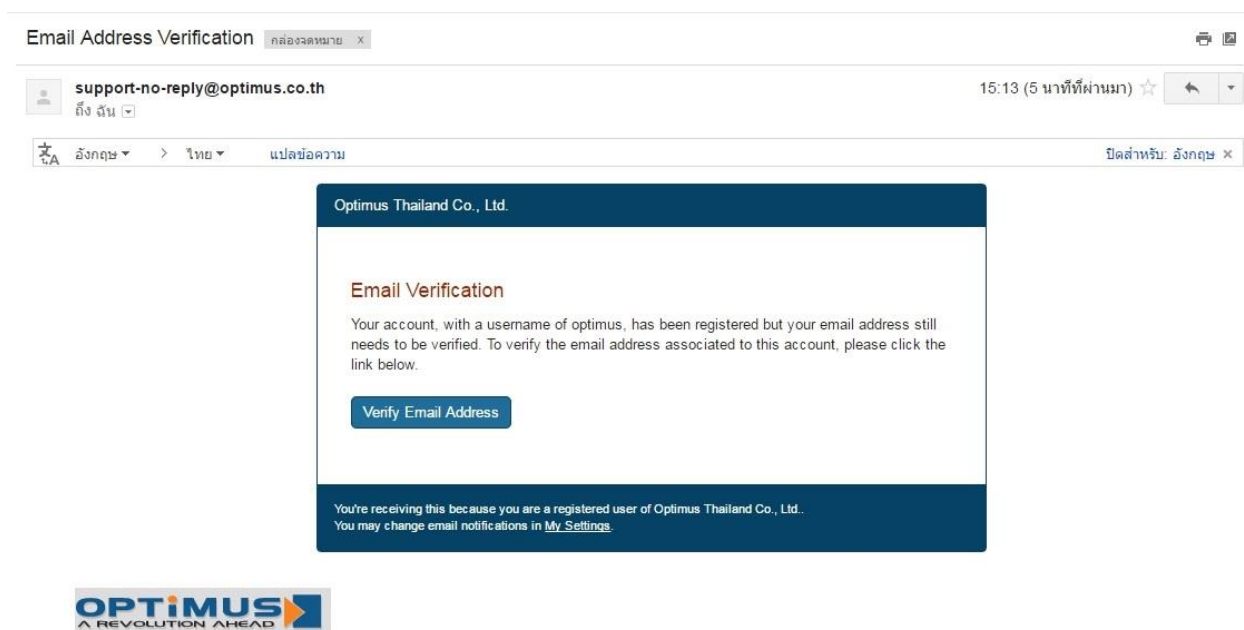 Email Address Verification กล่องจดหมาย x
support-no-reply@optimus.co.th 15:13 (5 นาทีที่ผ่านมา)
ถึง ฉัน
อังกฤษ > ไทย แปลข้อความ ปิดสำหรับ: อังกฤษ x
Optimus Thailand Co., Ltd.
Email Verification
Your account, with a username of optimus, has been registered but your email address still
needs to be verified. To verify the email address associated to this account, please click the
link below.
Verify Email Address
You're receiving this because you are a registered user of Optimus Thailand Co., Ltd..
You may change email notifications in My Settings.
OPTiMUS
A REVOLUTION AHEAD